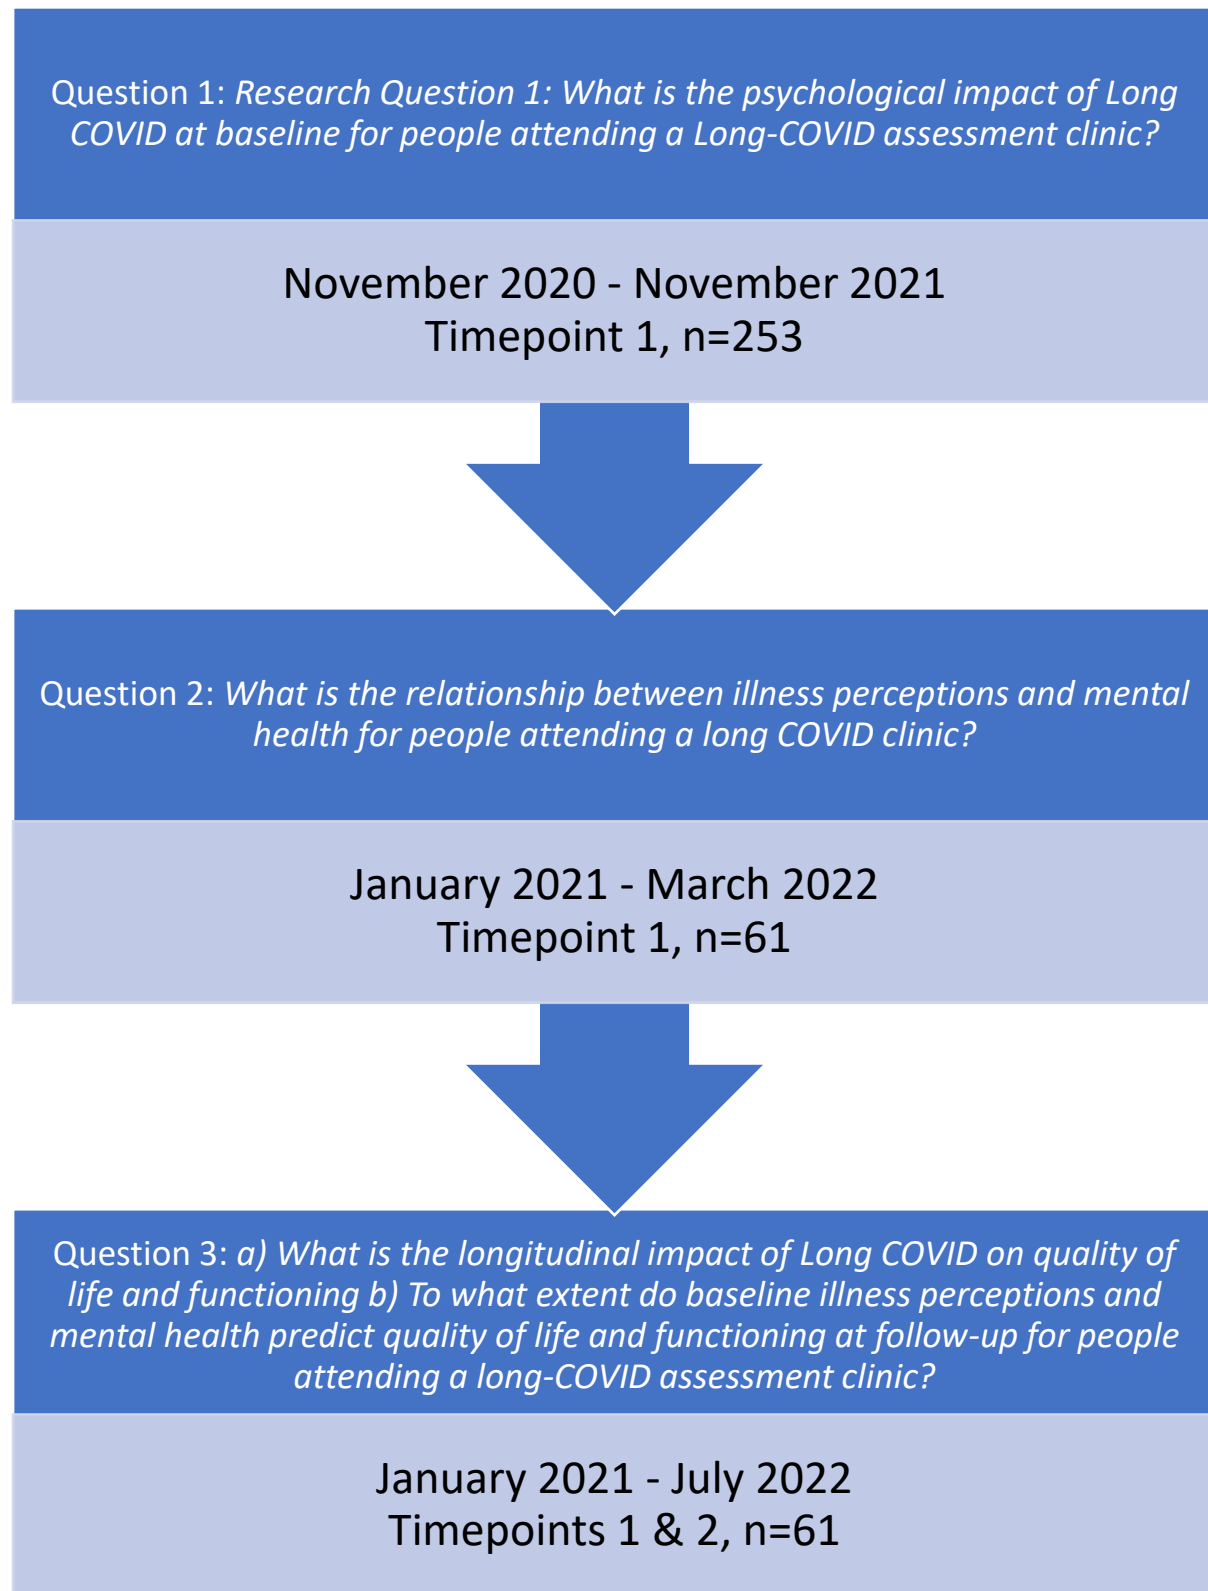 Question 1: Research Question 1: What is the psychological impact of Long
COVID at baseline for people attending a Long-COVID assessment clinic?
November 2020 - November 2021
Timepoint 1, n=253
Question 2: What is the relationship between illness perceptions and mental
health for people attending a long COVID clinic?
January 2021 - March 2022
Timepoint 1, n=61
Question 3: a) What is the longitudinal impact of Long COVID on quality of
life and functioning b) To what extent do baseline illness perceptions and
mental health predict quality of life and functioning at follow-up for people
attending a long-COVID assessment clinic?
January 2021 - July 2022
Timepoints 1 & 2, n=61